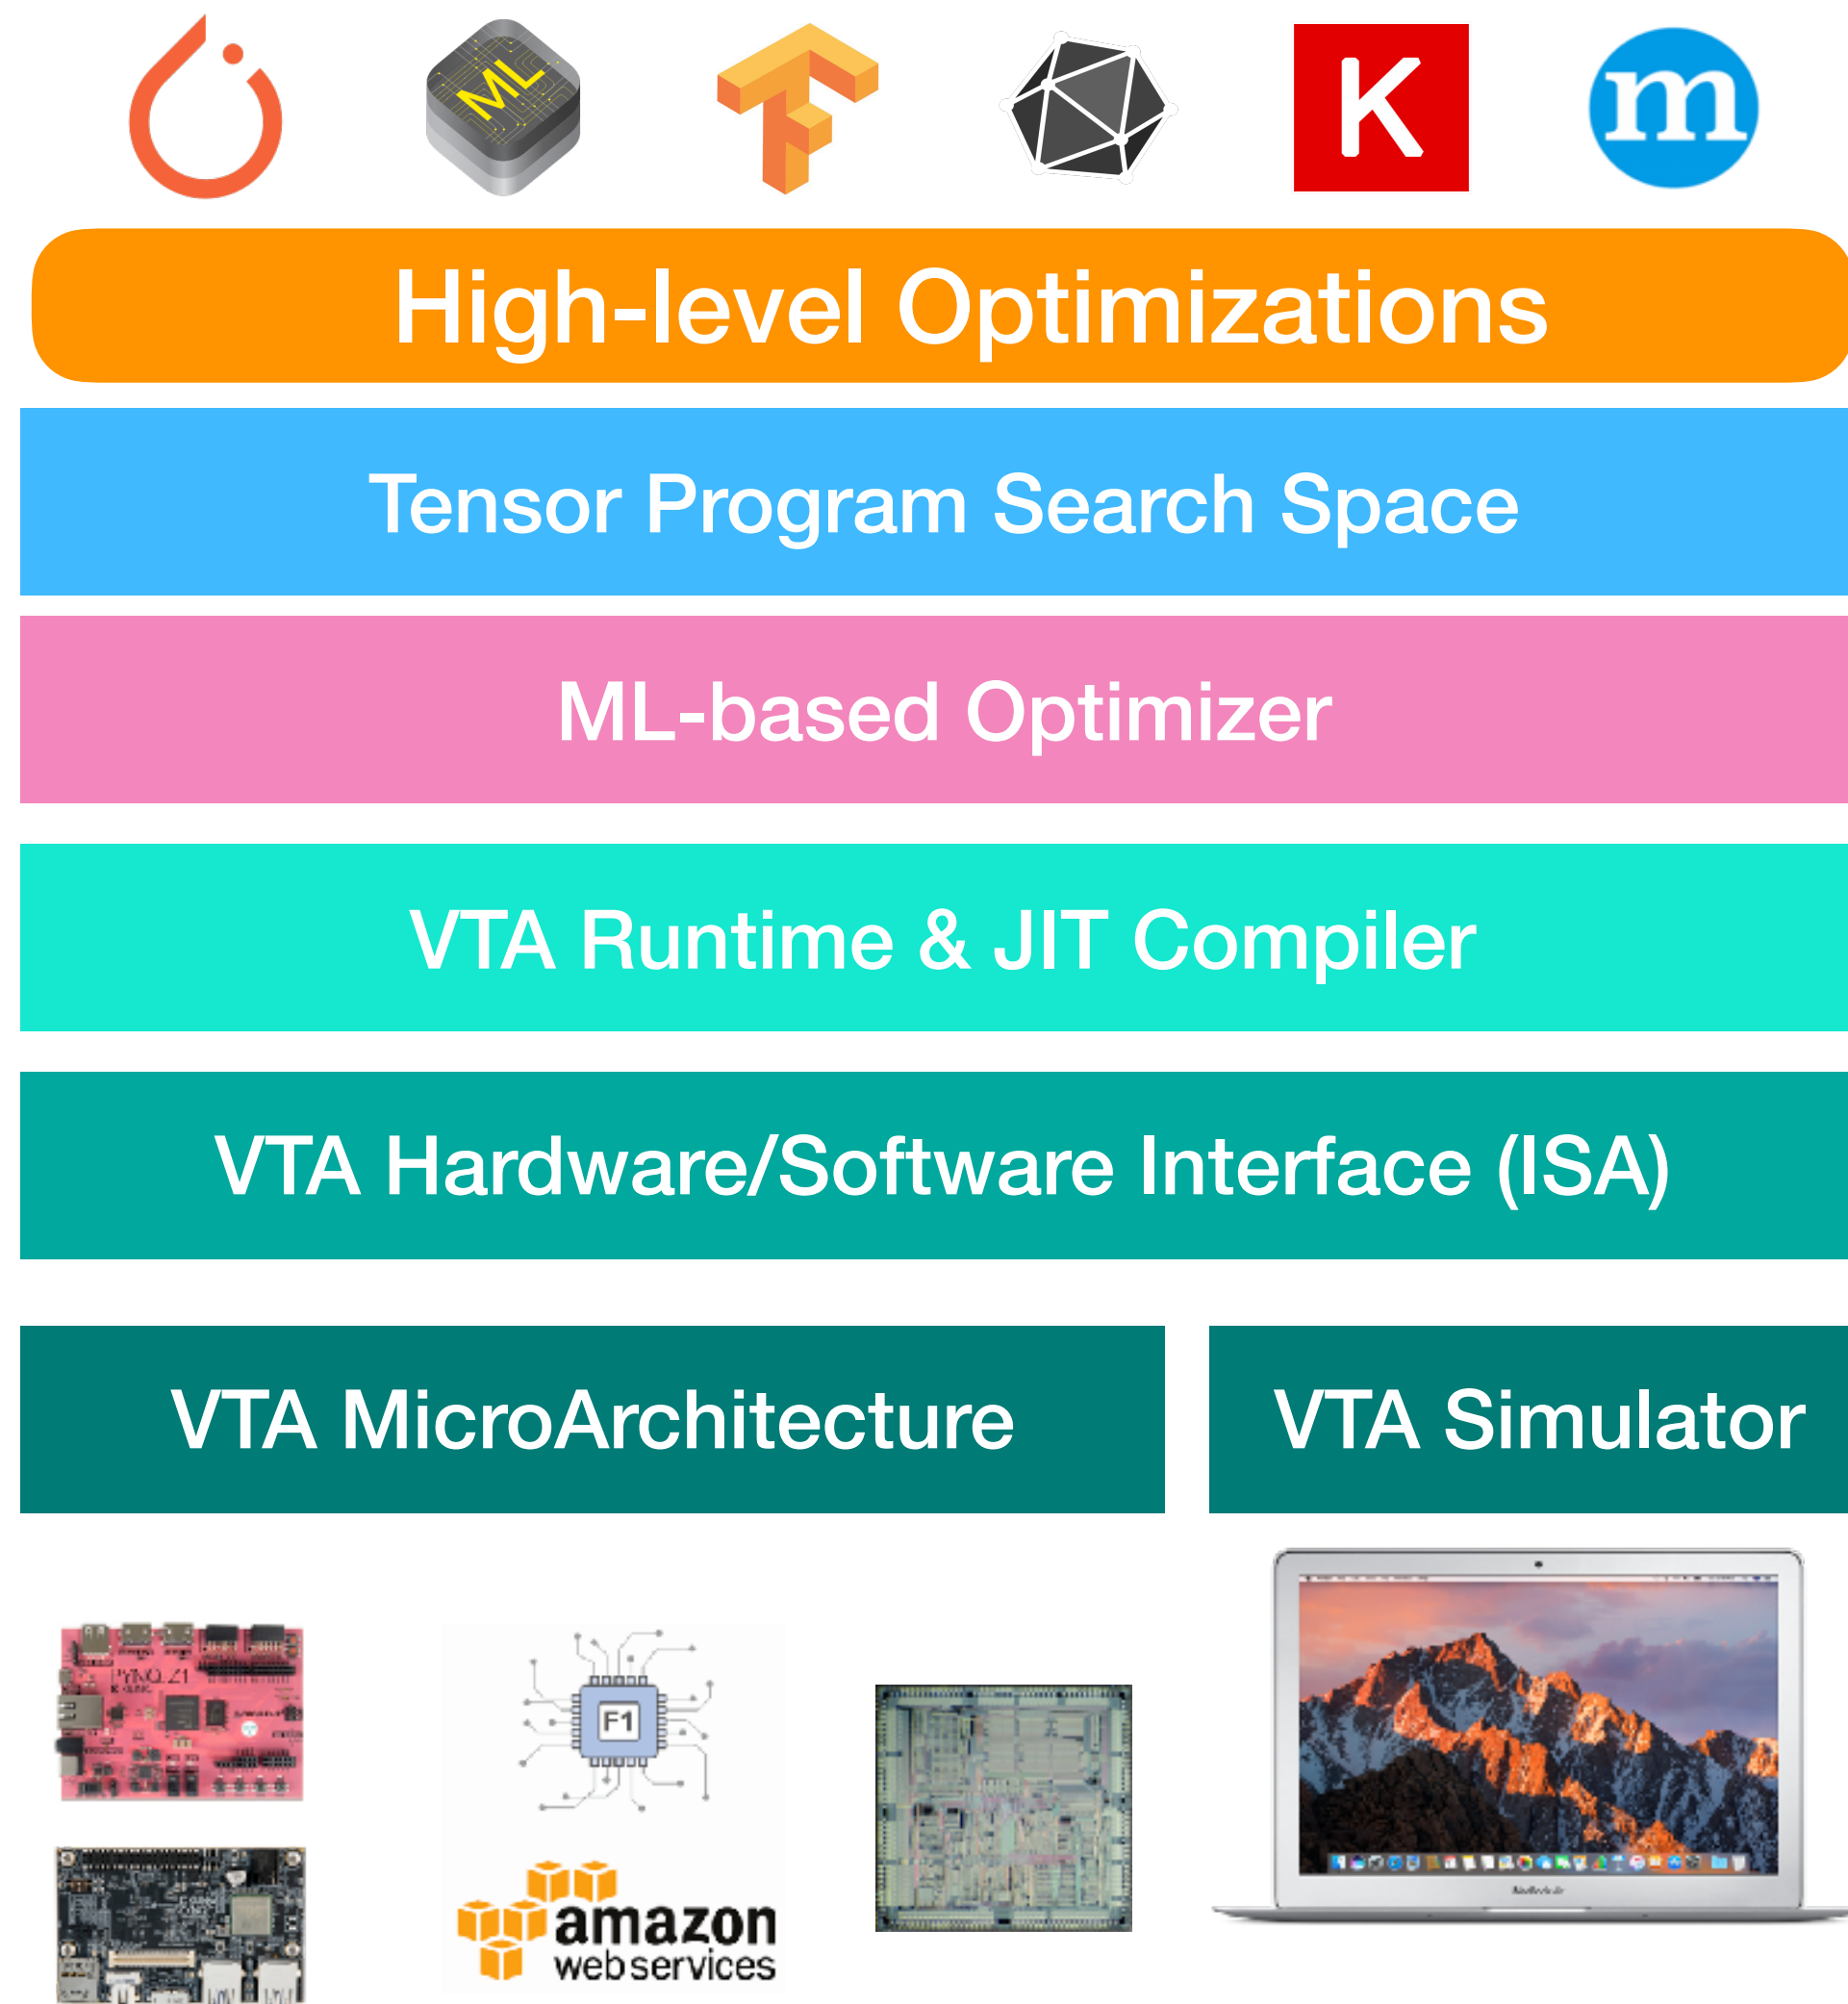 ML
K
m
High-level Optimizations
Tensor Program Search Space
ML-based Optimizer
VTA Runtime & JIT Compiler
VTA Hardware/Software Interface (ISA)
VTA MicroArchitecture
VTA Simulator
PYNQ Z1
F1
amazon
webservices